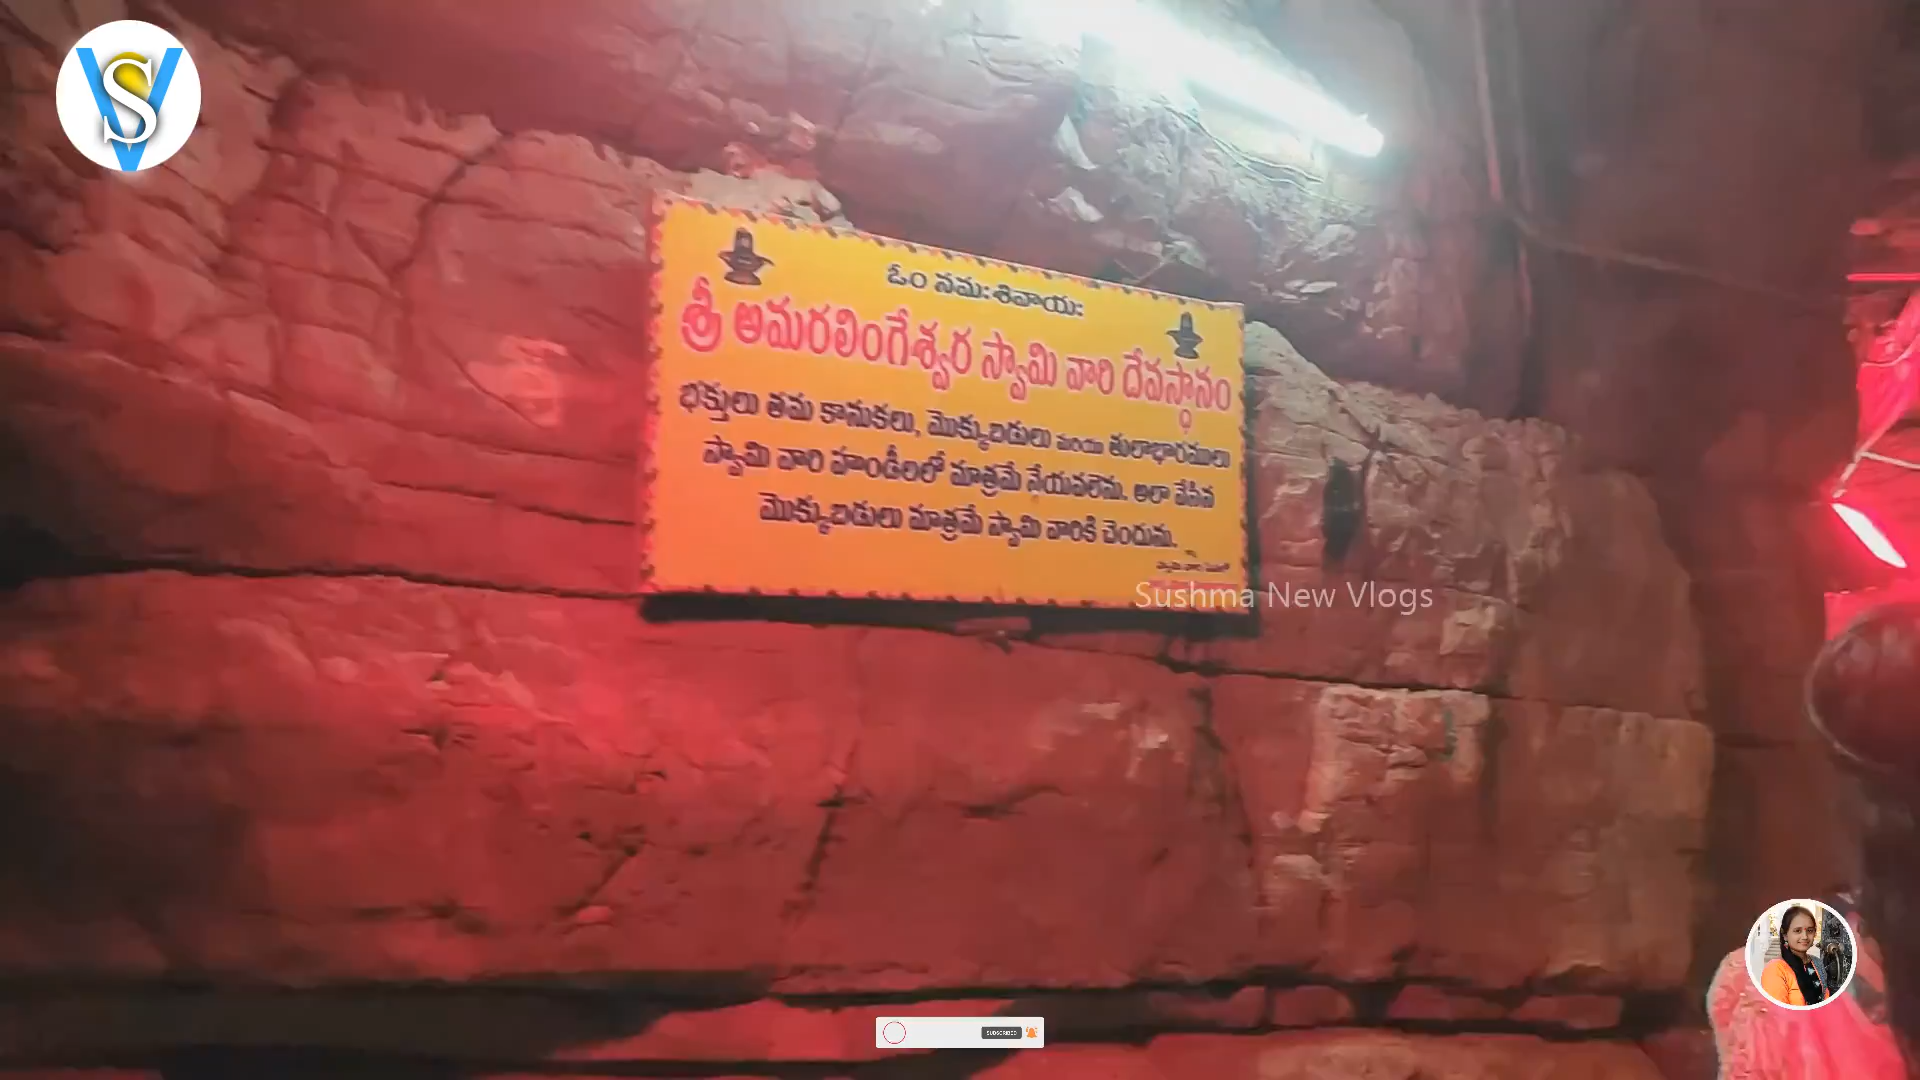 ఓం నమ:శివాయ:
శ్రీ అమరలింగేశ్వర స్వామి వారి దేవస్థానం
భక్తులు తమ కానుకలు, మొక్కుబడులు మరియు తులాభారములు
స్వామి వారి హుండీలలో మాత్రమే వేయవలెను. అలా వేసిన
మొక్కుబడులు మాత్రమే స్వామి వారికి చెందును.
Sushma New Vlogs
SUBSCRIBED